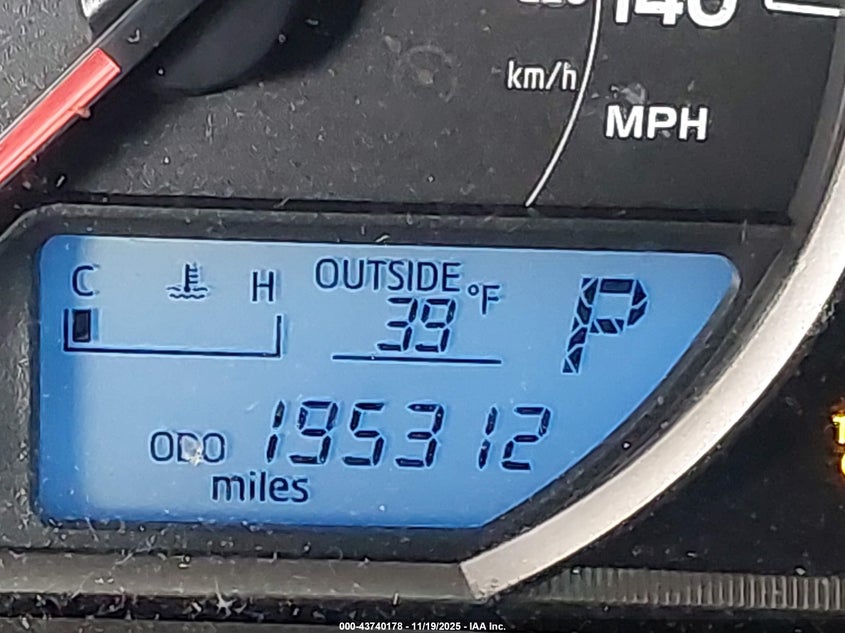 140
km/h
MPH
C H OUTSIDE °F P
39
ODO 195312
miles
000-43740178 - 11/19/2025 - IAA Inc.